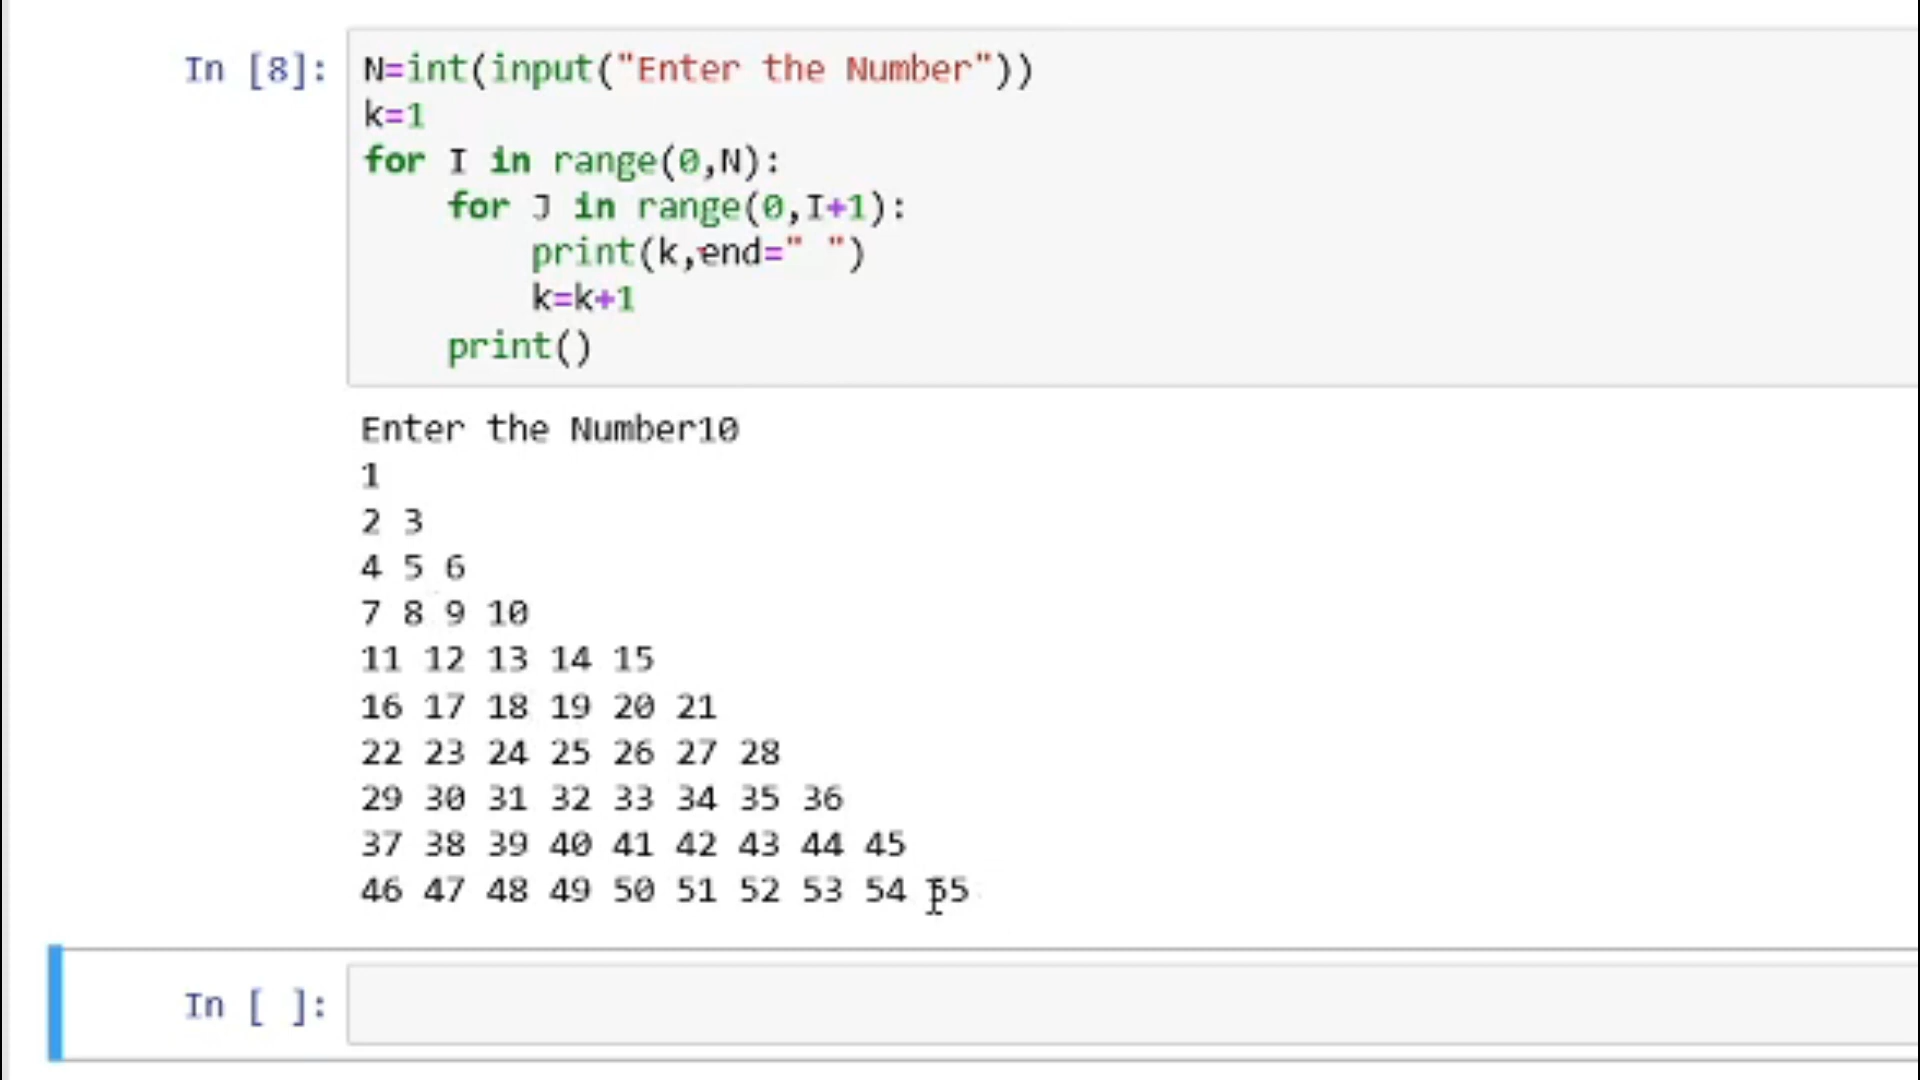 In [8]:
N=int(input("Enter the Number"))
k=1
for I in range(0,N):
    for J in range(0,I+1):
        print(k,end=" ")
        k=k+1
    print()
Enter the Number10
1
2 3
4 5 6
7 8 9 10
11 12 13 14 15
16 17 18 19 20 21
22 23 24 25 26 27 28
29 30 31 32 33 34 35 36
37 38 39 40 41 42 43 44 45
46 47 48 49 50 51 52 53 54 55
In [ ]: